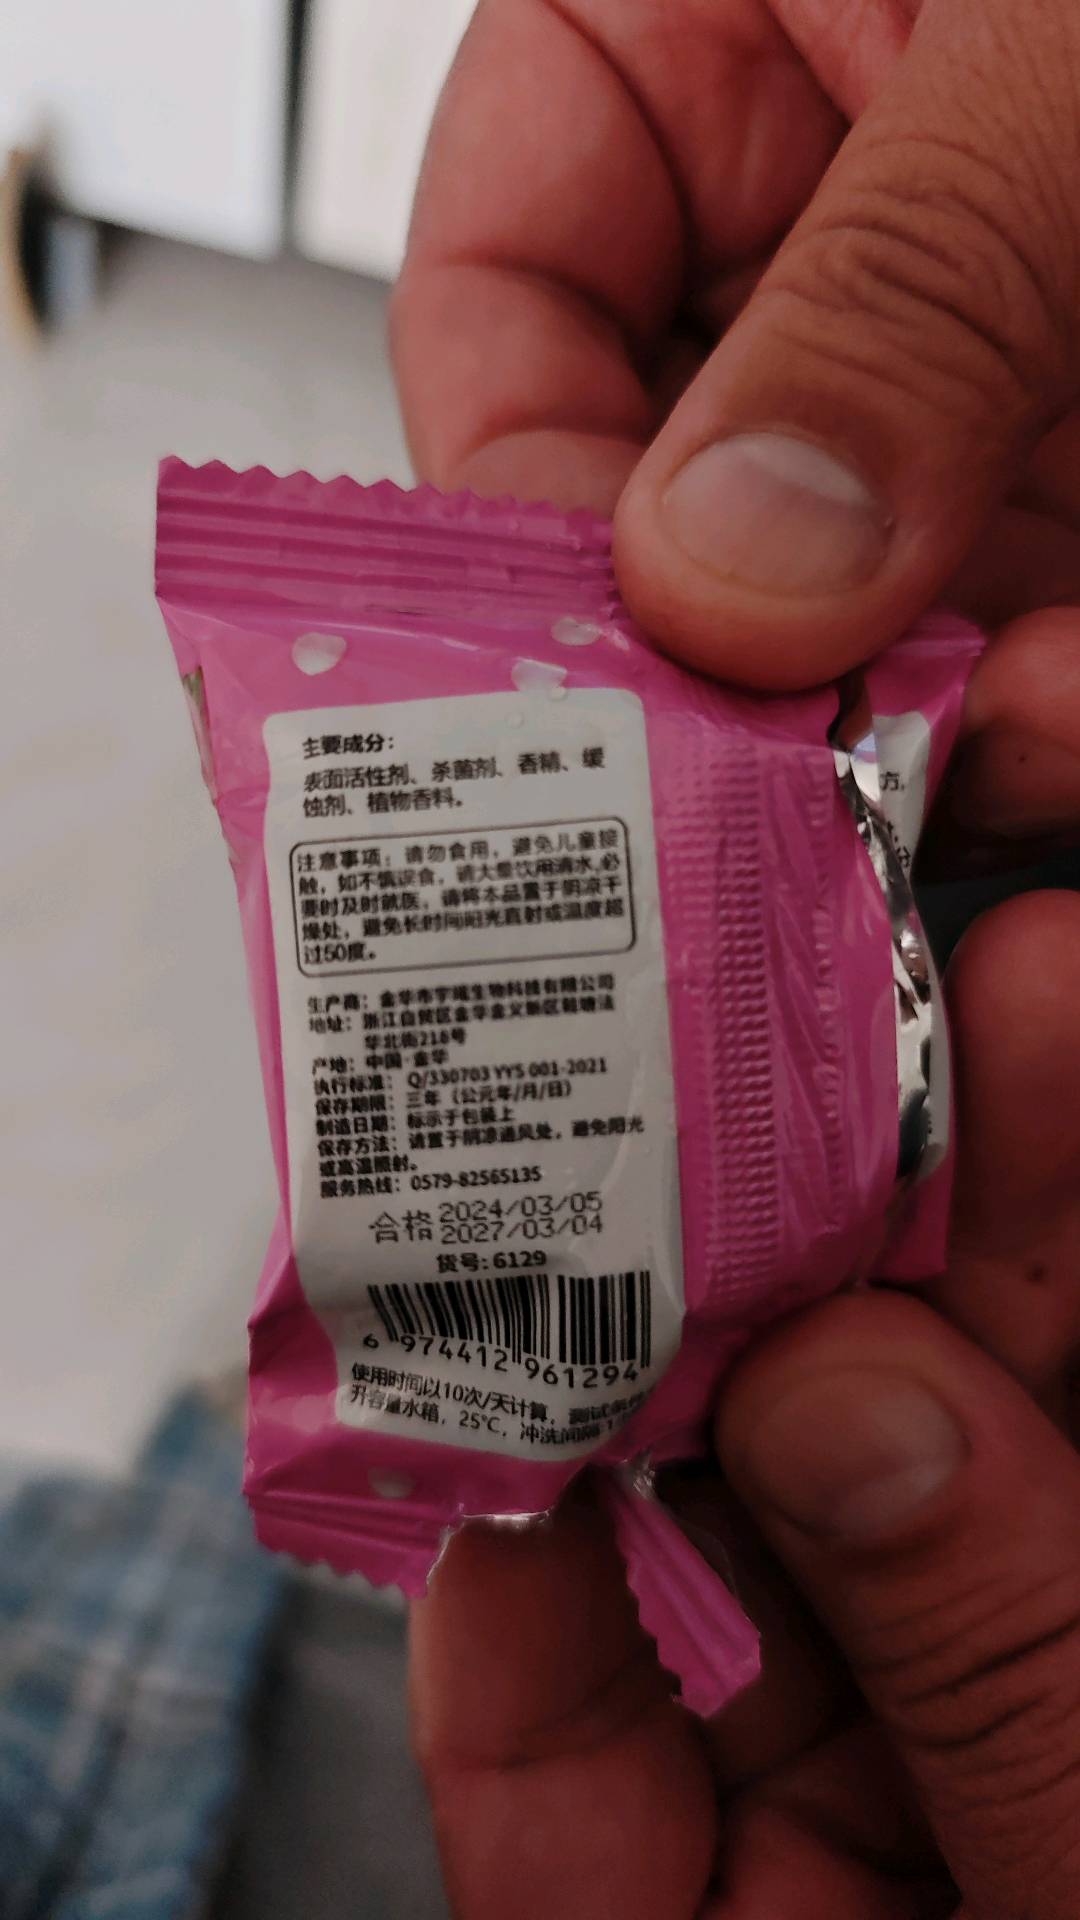 主要成分：
表面活性剂、杀菌剂、香精、缓
蚀剂、植物香料。
注意事项：请勿食用，避免儿童接
触，如不慎误食，请大量饮用清水,必
要时及时就医，请将本品置于阴凉干
燥处，避免长时间阳光直射或温度超
过50度。
生产商：金华市宇曦生物科技有限公司
地址：浙江自贸区金华金义新区鞋塘法
华北街218号
产地：中国·金华
执行标准：Q/330703 YYS 001-2021
保存期限：三年（公元年/月/日）
制造日期：标示于包装上
保存方法：请置于阴凉通风处，避免阳光
或高温照射。
服务热线：0579-82565135
合格 2024/03/05
2027/03/04
货号: 6129
6 974412 961294
使用时间以10次/天计算，测试条件
升容量水箱，25℃，冲洗间隔1
方，